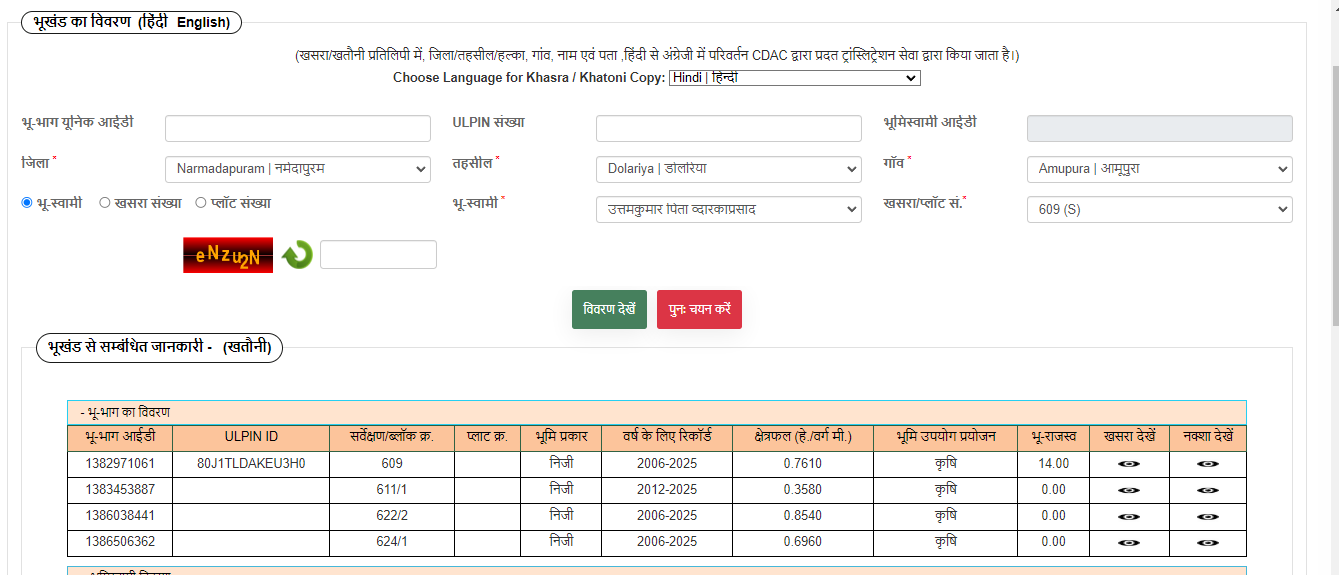 भूखंड का विवरण (हिंदी English)
(खसरा/खतौनी प्रतिलिपी में, जिला/तहसील/हल्का, गांव, नाम एवं पता ,हिंदी से अंग्रेजी में परिवर्तन CDAC द्वारा प्रदत ट्रांस्लिट्रेशन सेवा द्वारा किया जाता है।)
Choose Language for Khasra / Khatoni Copy: Hindi | हिन्दी
भू-भाग यूनिक आईडी ULPIN संख्या भूमिस्वामी आईडी
जिला * Narmadapuram | नर्मदापुरम तहसील * Dolariya | डोलरिया गाँव * Amupura | आमूपुरा
भू-स्वामी खसरा संख्या प्लॉट संख्या भू-स्वामी * उत्तमकुमार पिता व्दारकाप्रसाद खसरा/प्लॉट सं.* 609 (S)
eNzu2N
विवरण देखें पुनः चयन करें
भूखंड से सम्बंधित जानकारी - (खतौनी)
- भू-भाग का विवरण
भू-भाग आईडी ULPIN ID सर्वेक्षण/ब्लॉक क्र. प्लाट क्र. भूमि प्रकार वर्ष के लिए रिकॉर्ड क्षेत्रफल (हे./वर्ग मी.) भूमि उपयोग प्रयोजन भू-राजस्व खसरा देखें नक्शा देखें
1382971061 80J1TLDAKEU3H0 609 निजी 2006-2025 0.7610 कृषि 14.00
1383453887 611/1 निजी 2012-2025 0.3580 कृषि 0.00
1386038441 622/2 निजी 2006-2025 0.8540 कृषि 0.00
1386506362 624/1 निजी 2006-2025 0.6960 कृषि 0.00